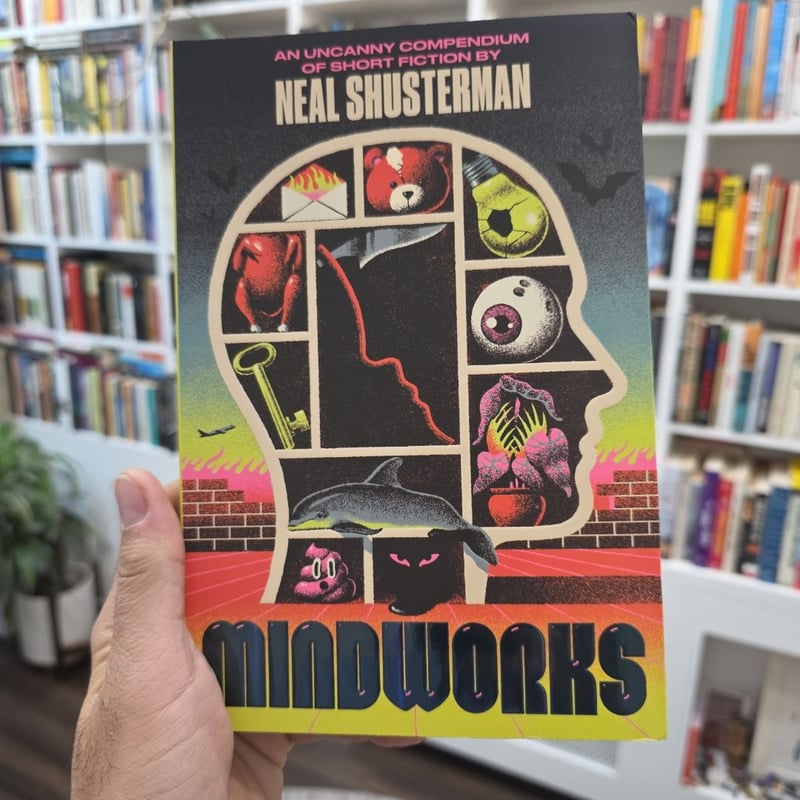 AN UNCANNY COMPENDIUM
OF SHORT FICTION BY
NEAL SHUSTERMAN
MINDWORKS